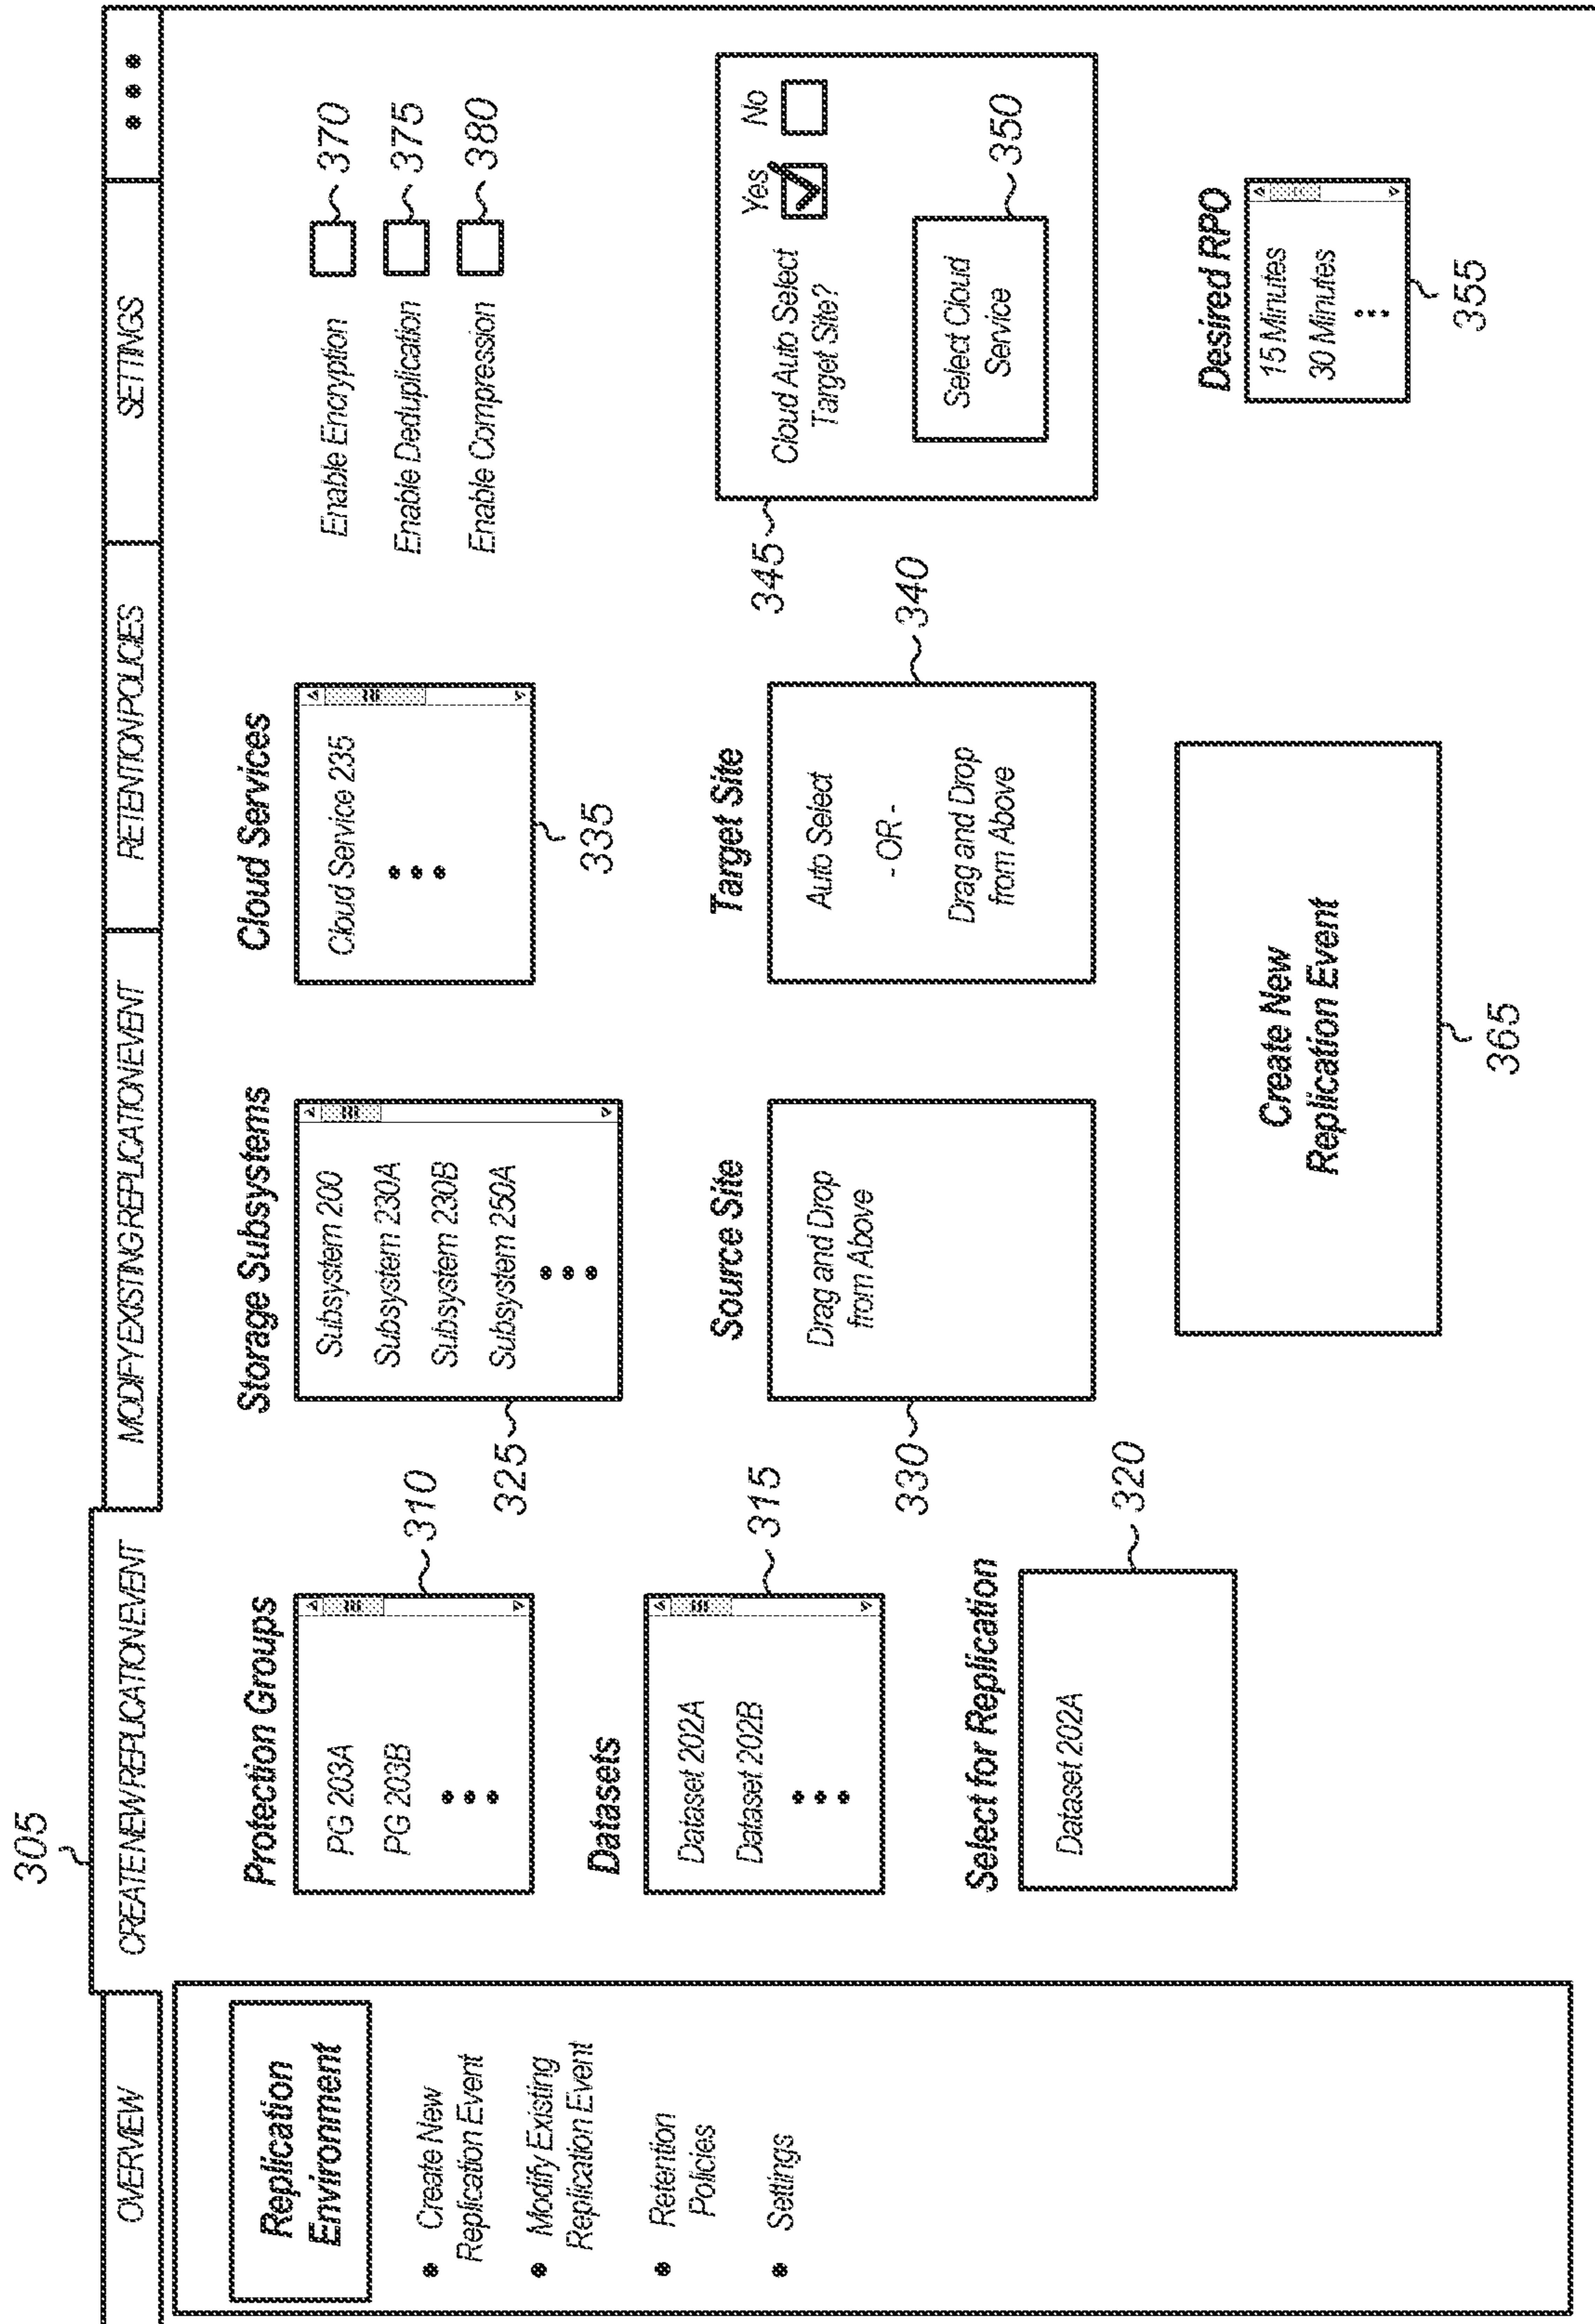 305
OVERVIEW
CREATE NEW REPLICATION EVENT
MODIFY EXISTING REPLICATION EVENT
RETENTION POLICIES
SETTINGS
Replication
Environment
• Create New
Replication Event
• Modify Existing
Replication Event
• Retention
Policies
• Settings
Protection Groups
PG 203A
PG 203B
310
Datasets
Dataset 202A
Dataset 202B
315
Select for Replication
Dataset 202A
320
Storage Subsystems
Subsystem 200
Subsystem 230A
Subsystem 230B
Subsystem 250A
325
Source Site
Drag and Drop
from Above
330
Cloud Services
Cloud Service 235
335
Target Site
Auto Select
- OR -
Drag and Drop
from Above
340
Enable Encryption
370
Enable Deduplication
375
Enable Compression
380
345
Yes No
Cloud Auto Select
Target Site?
Select Cloud
Service
350
Create New
Replication Event
365
Desired RPO
15 Minutes
30 Minutes
355